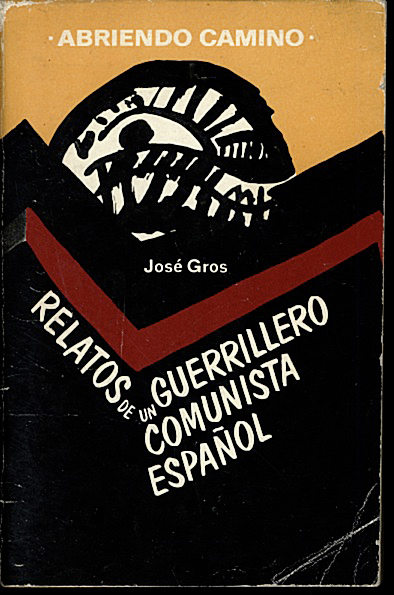 · ABRIENDO CAMINO ·
José Gros
RELATOS
DE UN GUERRILLERO
COMUNISTA
ESPAÑOL